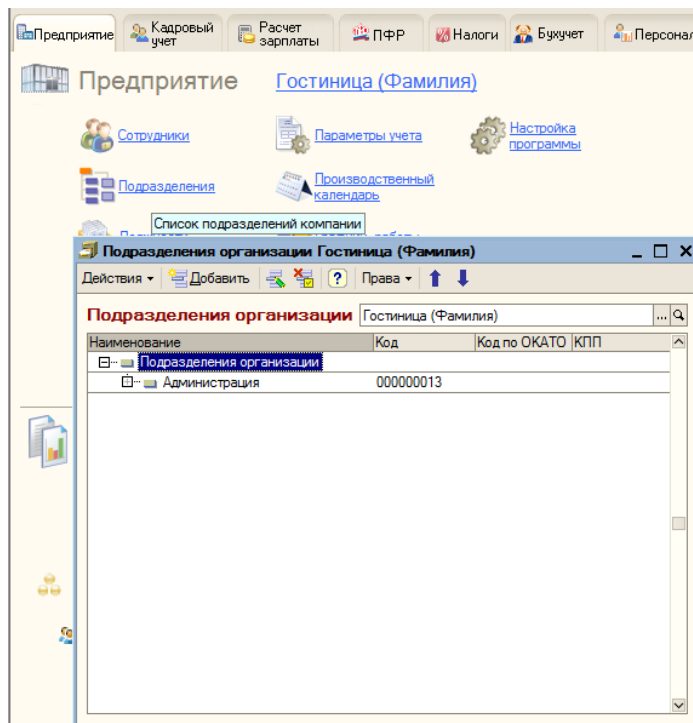 Предприятие Кадровый учет Расчет зарплаты ПФР Налоги Бухучет Персонал
Предприятие Гостиница (Фамилия)
Сотрудники Параметры учета Настройка программы
Подразделения Производственный календарь
Список подразделений компании
Подразделения организации Гостиница (Фамилия)
Действия Добавить Права
Подразделения организации Гостиница (Фамилия) ...
Наименование Код Код по ОКАТО КПП
Подразделения организации
Администрация 000000013